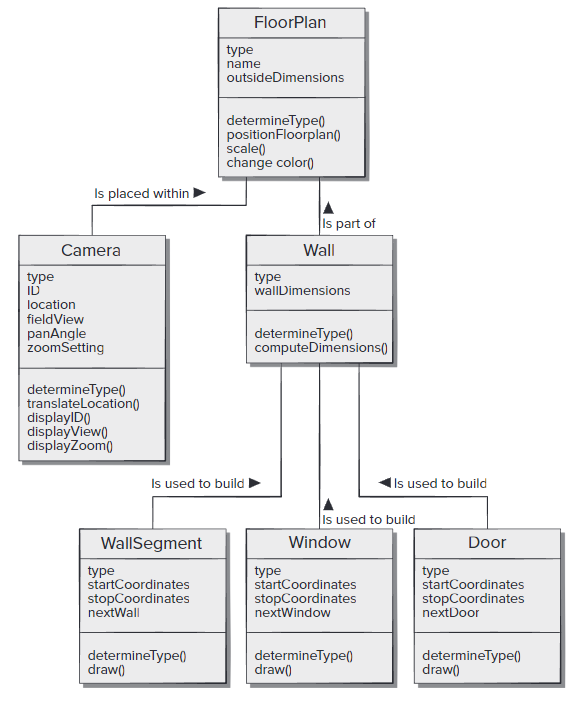 FloorPlan
type
name
outsideDimensions
determineType()
positionFloorplan()
scale()
change color()
Is placed within
Is part of
Camera
type
ID
location
fieldView
panAngle
zoomSetting
determineType()
translateLocation()
displayID()
displayView()
displayZoom()
Wall
type
wallDimensions
determineType()
computeDimensions()
Is used to build
Is used to build
Is used to build
WallSegment
type
startCoordinates
stopCoordinates
nextWall
determineType()
draw()
Window
type
startCoordinates
stopCoordinates
nextWindow
determineType()
draw()
Door
type
startCoordinates
stopCoordinates
nextDoor
determineType()
draw()